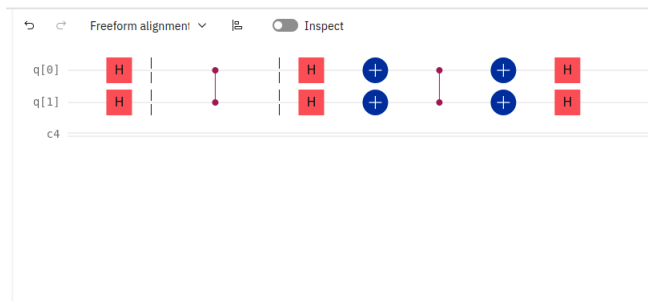 Freeform alignment
Inspect
q[0] H H H
q[1] H H H
c4